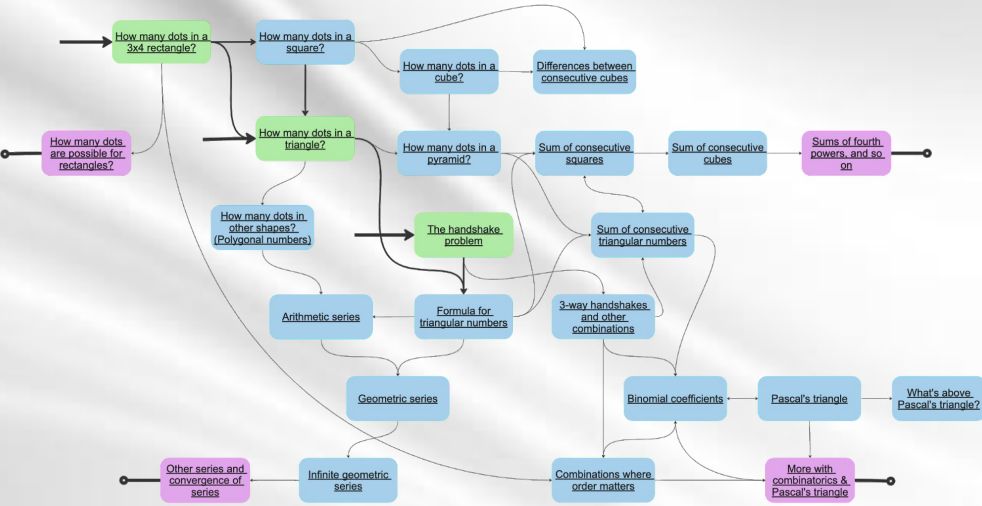 How many dots in a
3x4 rectangle?
How many dots in a
square?
How many dots in a
cube?
Differences between
consecutive cubes
How many dots
are possible for
rectangles?
How many dots in a
triangle?
How many dots in a
pyramid?
Sum of consecutive
squares
Sum of consecutive
cubes
Sums of fourth
powers, and so
on
How many dots in
other shapes?
(Polygonal numbers)
The handshake
problem
Sum of consecutive
triangular numbers
Arithmetic series
Formula for
triangular numbers
3-way handshakes
and other
combinations
Geometric series
Binomial coefficients
Pascal's triangle
What's above
Pascal's triangle?
Other series and
convergence of
series
Infinite geometric
series
Combinations where
order matters
More with
combinatorics &
Pascal's triangle